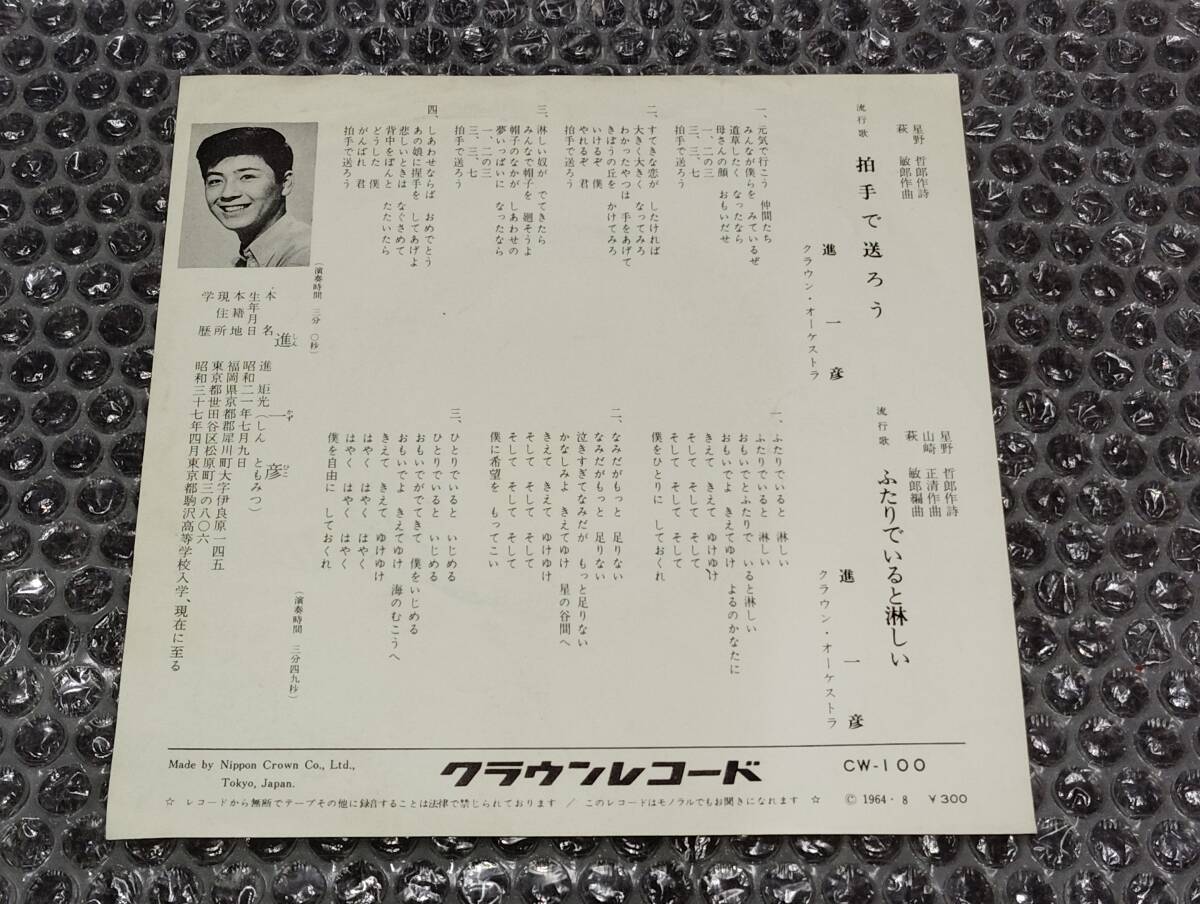 流行歌
拍手で送ろう
星野 哲郎作詩
萩 敏郎作曲
進 一彦
クラウン・オーケストラ
一、元気で行こう 仲間たち
みんなが僕らを みているぜ
道草したく なったなら
母さんの顔 おもいだせ
一、二の三
三、三、七
拍手で送ろう
二、すてきな恋が したければ
大きく大きく なってみろ
わかったやつは 手をあげて
きぼうの丘を かけてみろ
いけるぞ 僕
やれるぞ 君
拍手で送ろう
三、淋しい奴が でてきたら
みんなで帽子を 廻そうよ
帽子のなかが しあわせの
夢いっぱいに なったなら
一、二の三
三、三、七
拍手で送ろう
四、しあわせならば おめでとう
あの娘に握手を してあげよ
悲しいときは なぐさめて
背中をぽんと たたいたら
どうした 僕
がんばれ 君
拍手で送ろう
(演奏時間 三分 〇秒)
流行歌
ふたりでいると淋しい
星野 哲郎作詩
山崎 正清作曲
萩 敏郎編曲
進 一彦
クラウン・オーケストラ
一、ふたりでいると 淋しい
ふたりでいると 淋しい
おもいでとふたりで いると淋しい
おもいでよ きえてゆけ よるのかなたに
きえて きえて ゆけゆけ
そして そして そして
僕をひとりに しておくれ
二、なみだがもっと 足りない
なみだがもっと 足りない
泣きすぎてなみだが もっと足りない
かなしみよ きえてゆけ 星の谷間へ
きえて きえて ゆけゆけ
そして そして そして
そして そして そして
僕に希望を もってこい
三、ひとりでいると いじめる
ひとりでいると いじめる
おもいでがでてきて 僕をいじめる
おもいでよ きえてゆけ 海のむこうへ
きえて きえて ゆけゆけ
はやく はやく はやく
はやく はやく はやく
僕を自由に しておくれ
(演奏時間 三分四九秒)
進 一彦
しん かず ひこ
本名 進 矩光(しん ともみつ)
生年月日 昭和二一年七月九日
本籍地 福岡県京都郡犀川町大字伊良原一四五
現住所 東京都世田谷区松原町三の八〇六
学歴 昭和三十七年四月東京都駒沢高等学校入学、現在に至る
Made by Nippon Crown Co., Ltd.,
Tokyo, Japan.
クラウンレコード
CW-100
☆ レコードから無断でテープその他に録音することは法律で禁じられております / このレコードはモノラルでもお聞きになれます ☆
© 1964・8 ¥300